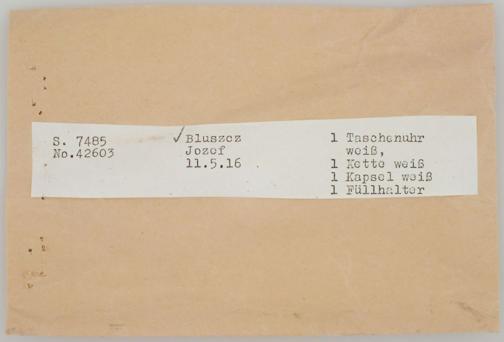 S. 7485
No.42603
✓Bluszcz
Jozef
11.5.16
1 Taschenuhr
weiß,
1 Kette weiß
1 Kapsel weiß
1 Füllhalter